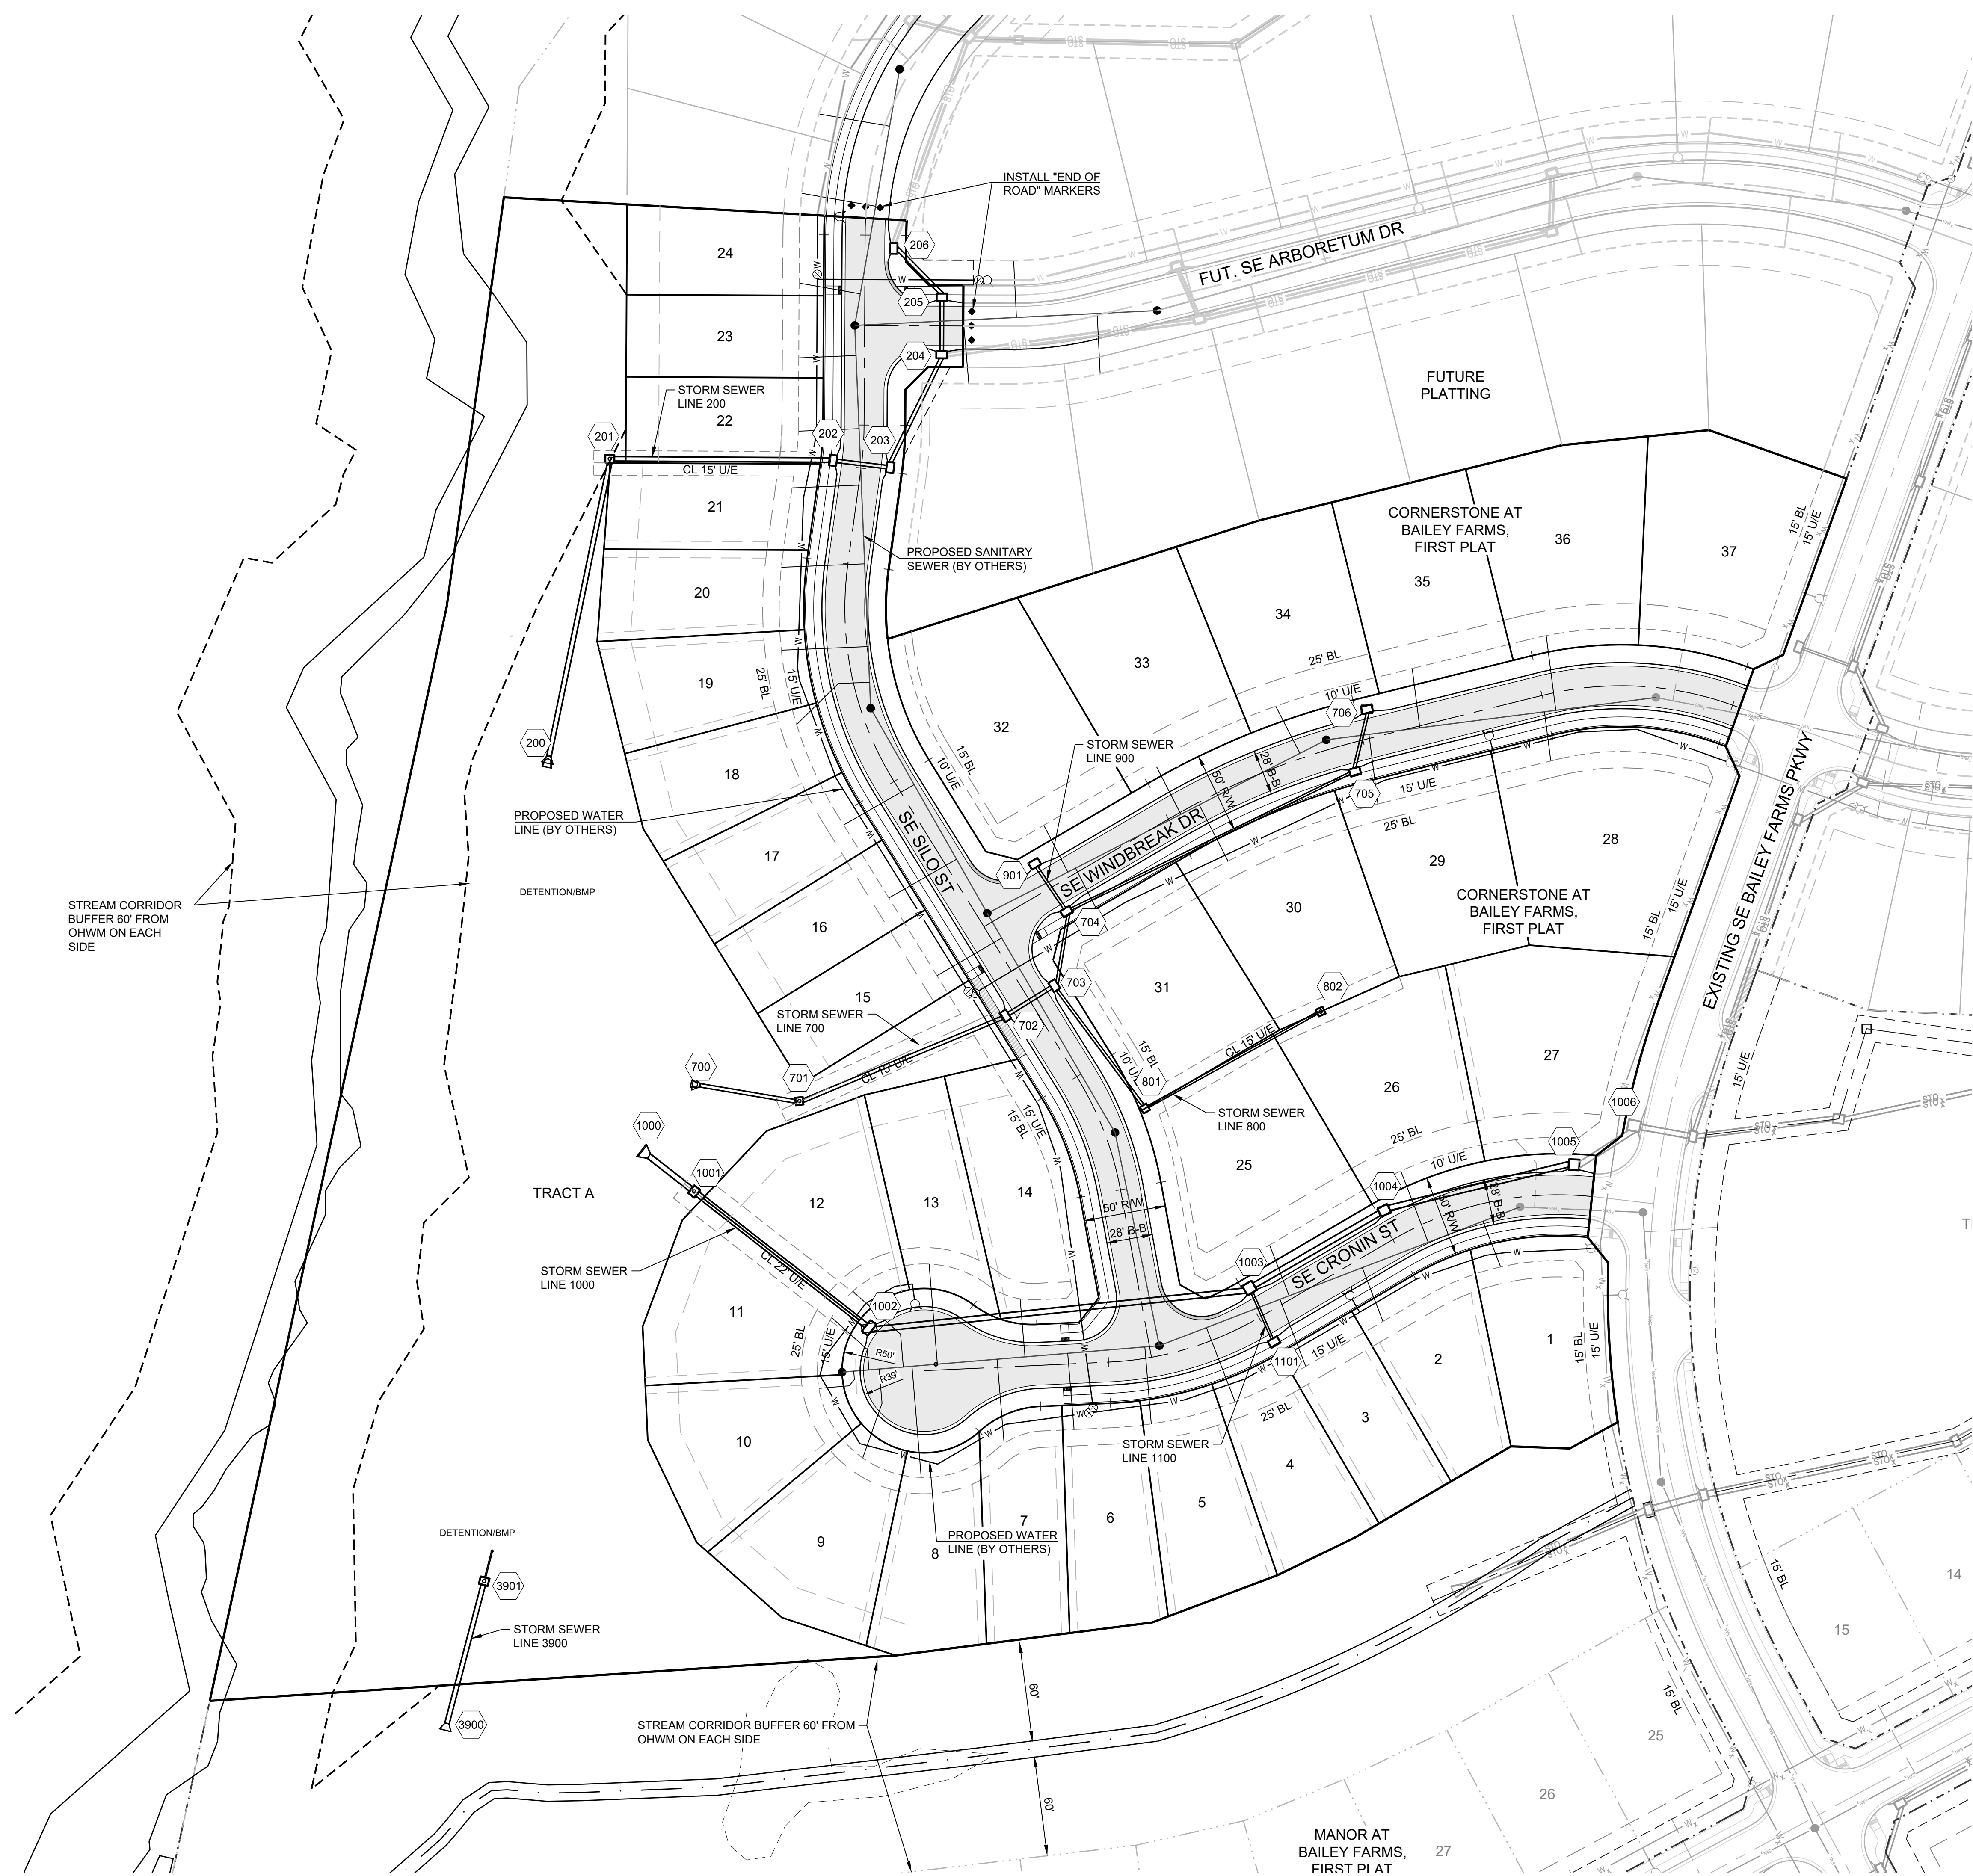 INSTALL "END OF
ROAD" MARKERS
FUT. SE ARBORETUM DR
24
206
205
23
204
STORM SEWER
LINE 200
22
FUTURE
PLATTING
201
202
203
CL 15' U/E
21
CORNERSTONE AT
BAILEY FARMS,
FIRST PLAT
36
37
15' BL
15' U/E
PROPOSED SANITARY
SEWER (BY OTHERS)
20
35
34
33
25' BL
10' U/E
19
25' BL
15' U/E
32
706
200
18
STORM SEWER
LINE 900
15' BL
10' U/E
50' R/W
28' B-B
705
15' U/E
25' BL
PROPOSED WATER
LINE (BY OTHERS)
SE SILO ST
SE WINDBREAK DR
EXISTING SE BAILEY FARMS PKWY
17
28
29
901
DETENTION/BMP
STREAM CORRIDOR
BUFFER 60' FROM
OHWM ON EACH
SIDE
16
30
704
CORNERSTONE AT
BAILEY FARMS,
FIRST PLAT
15' BL
15' U/E
15
31
703
802
STORM SEWER
LINE 700
702
CL 15' U/E
15' BL
10' U/E
27
15' U/E
700
701
CL 15' U/E
801
26
STORM SEWER
LINE 800
1006
15' U/E
15' BL
1000
25' BL
1005
1001
10' U/E
25
TRACT A
12
13
14
1004
50' R/W
28' B-B
50' R/W
28' B-B
SE CRONIN ST
STORM SEWER
LINE 1000
CL 22' U/E
1003
1002
11
25' BL
15' U/E
R50'
R39'
15' U/E
1101
2
1
15' BL
15' U/E
25' BL
3
10
STORM SEWER
LINE 1100
4
5
6
7
8
9
PROPOSED WATER
LINE (BY OTHERS)
DETENTION/BMP
3901
STORM SEWER
LINE 3900
3900
60'
STREAM CORRIDOR BUFFER 60' FROM
OHWM ON EACH SIDE
60'
15' BL
14
15
15' BL
25
26
27
MANOR AT
BAILEY FARMS,
FIRST PLAT